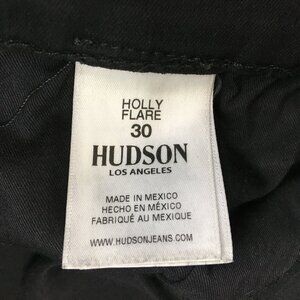 HOLLY
FLARE
30
HUDSON
LOS ANGELES
MADE IN MEXICO
HECHO EN MÉXICO
FABRIQUÉ AU MEXIQUE
WWW.HUDSONJEANS.COM